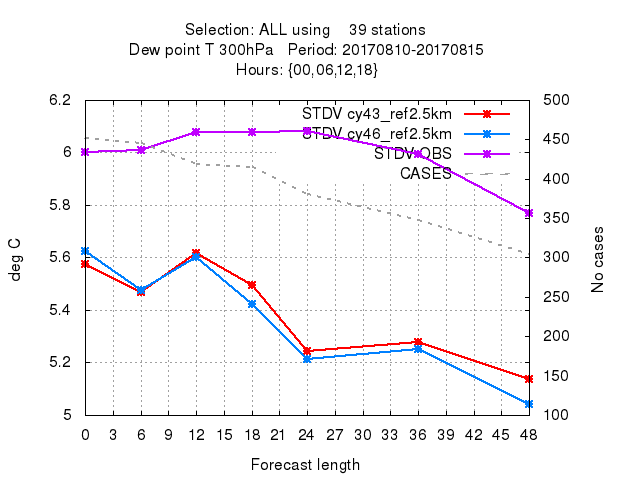 Selection: ALL using    39 stations
Dew point T 300hPa   Period: 20170810-20170815
Hours: {00,06,12,18}
STDV cy43_ref2.5km
STDV cy46_ref2.5km
STDV OBS
CASES
6.2
6
5.8
5.6
5.4
5.2
5
500
450
400
350
300
250
200
150
100
deg C
No cases
0 3 6 9 12 15 18 21 24 27 30 33 36 39 42 45 48
Forecast length